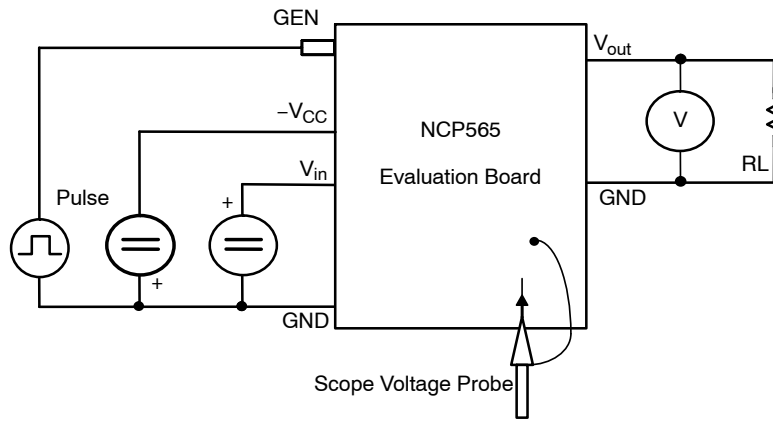 GEN
V_out
−V_CC
NCP565
V
V_in
Evaluation Board
RL
+
Pulse
GND
+
GND
Scope Voltage Probe